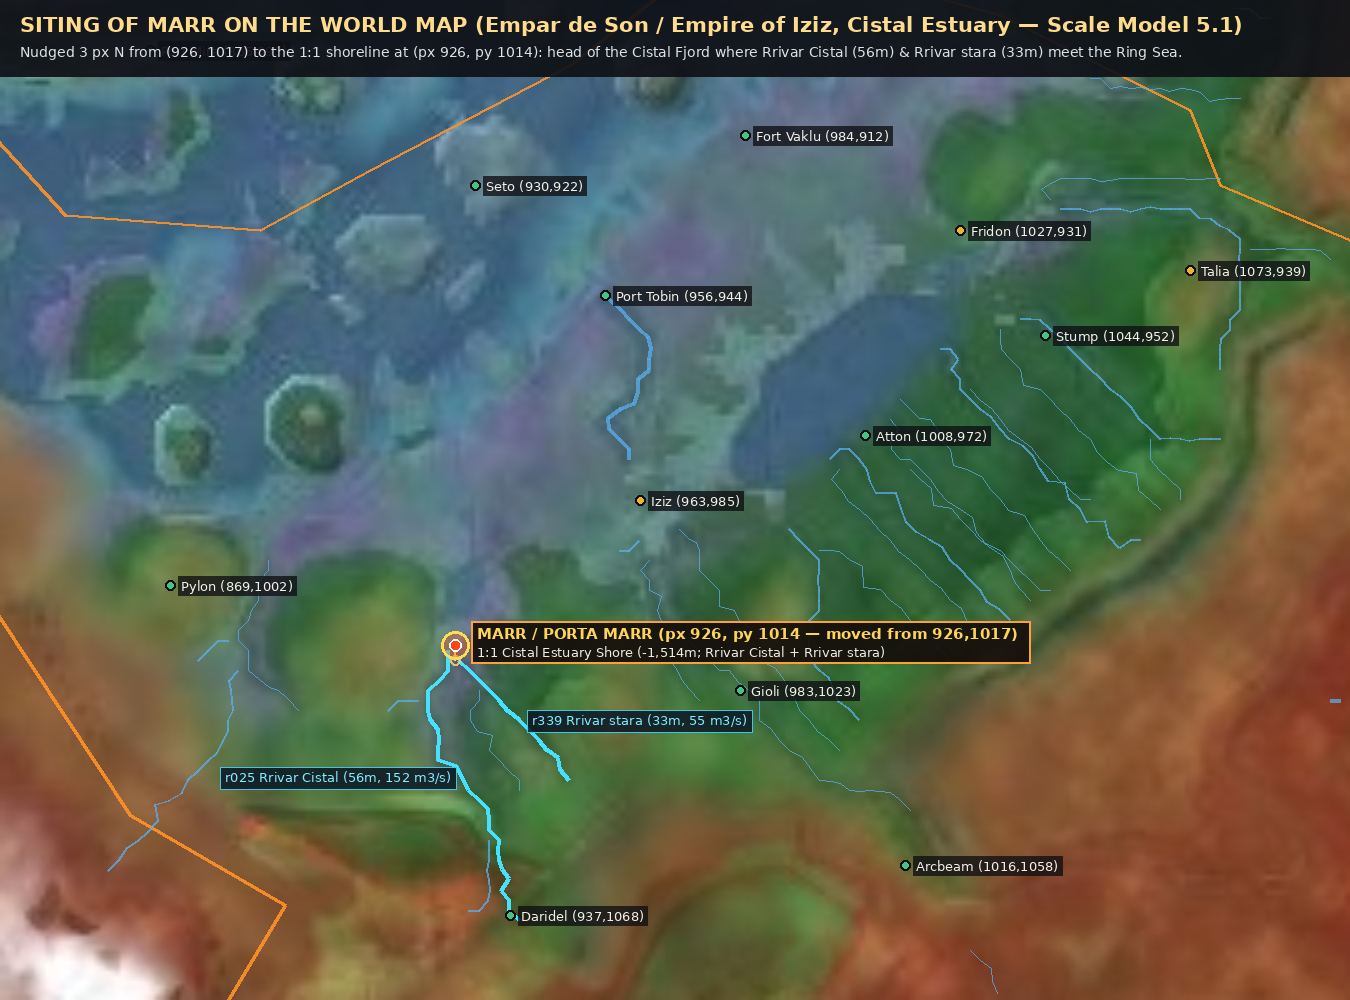 SITING OF MARR ON THE WORLD MAP (Empar de Son / Empire of Iziz, Cistal Estuary — Scale Model 5.1)
Nudged 3 px N from (926, 1017) to the 1:1 shoreline at (px 926, py 1014): head of the Cistal Fjord where Rrivar Cistal (56m) & Rrivar stara (33m) meet the Ring Sea.
Fort Vaklu (984,912)
Seto (930,922)
Fridon (1027,931)
Talia (1073,939)
Port Tobin (956,944)
Stump (1044,952)
Atton (1008,972)
Iziz (963,985)
Pylon (869,1002)
MARR / PORTA MARR (px 926, py 1014 — moved from 926,1017)
1:1 Cistal Estuary Shore (-1,514m; Rrivar Cistal + Rrivar stara)
Gioli (983,1023)
r339 Rrivar stara (33m, 55 m3/s)
r025 Rrivar Cistal (56m, 152 m3/s)
Arcbeam (1016,1058)
Daridel (937,1068)